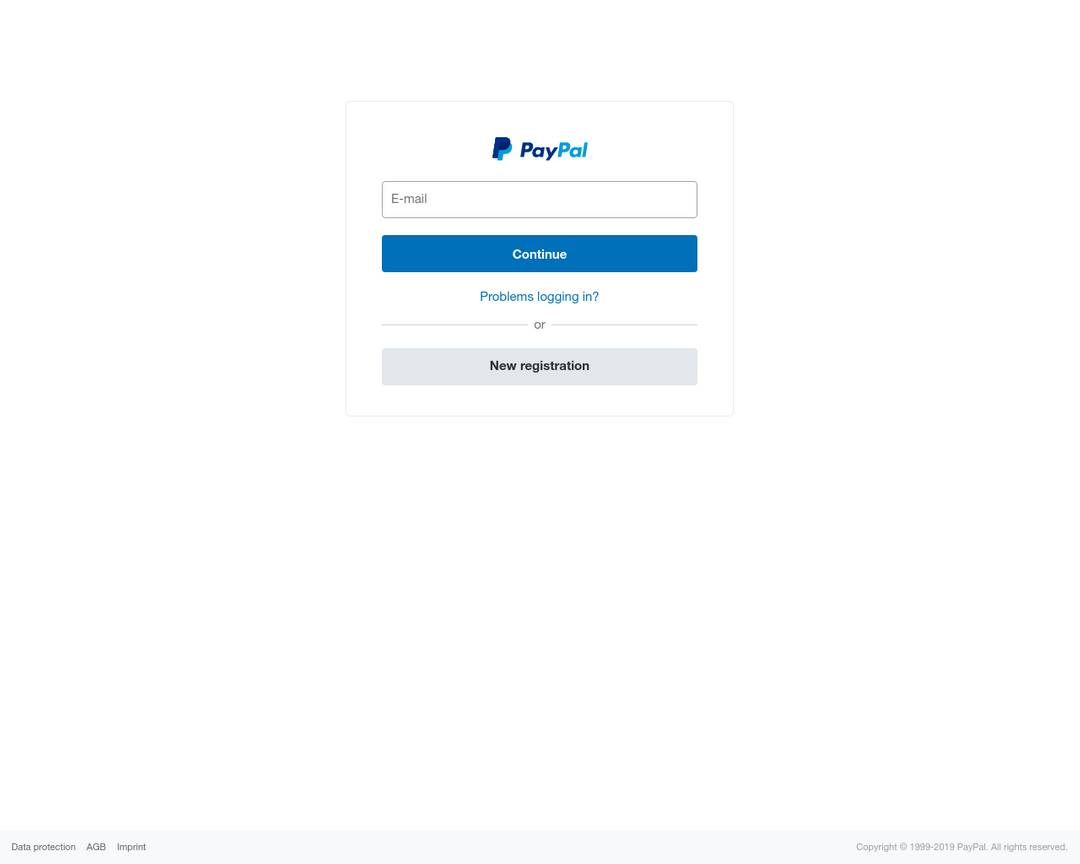 PayPal
E-mail
Continue
Problems logging in?
or
New registration
Data protection AGB Imprint
Copyright © 1999-2019 PayPal. All rights reserved.